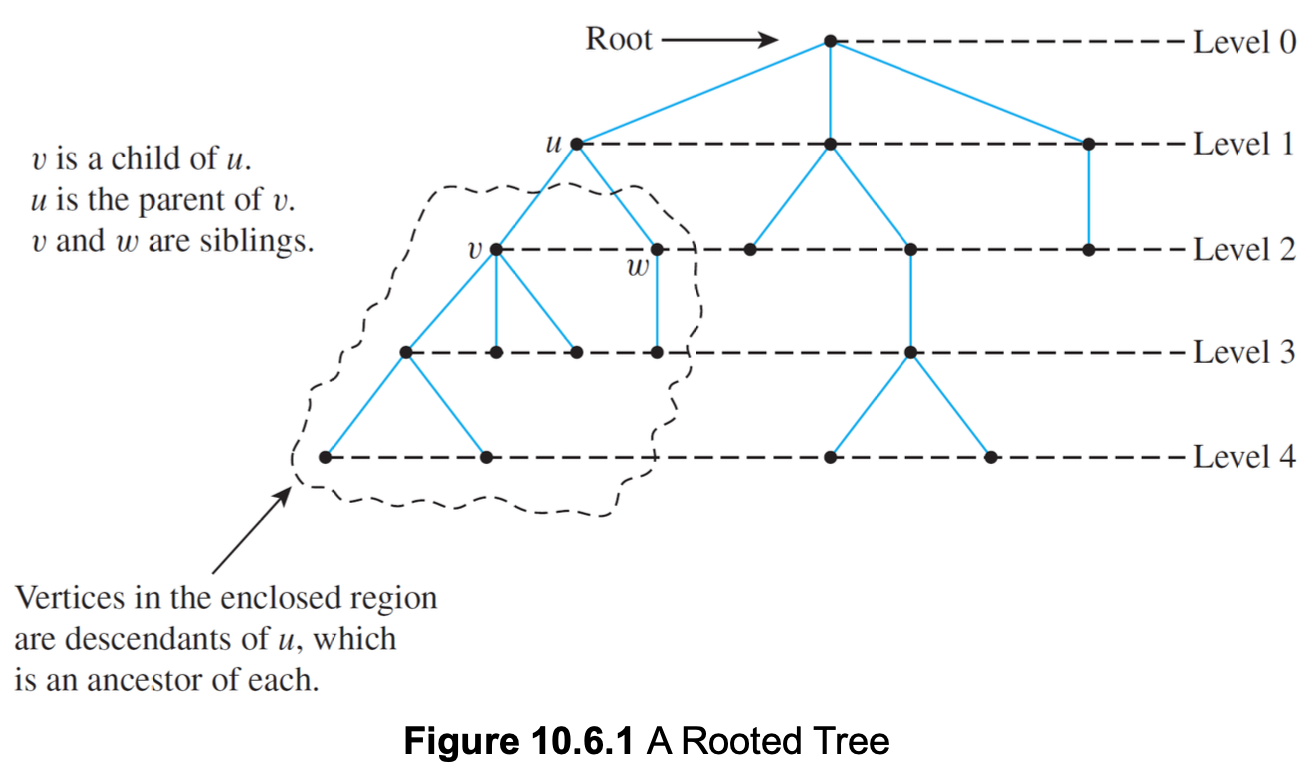 Root
Level 0
u
Level 1
v is a child of u.
u is the parent of v.
v and w are siblings.
v
w
Level 2
Level 3
Level 4
Vertices in the enclosed region
are descendants of u, which
is an ancestor of each.
Figure 10.6.1 A Rooted Tree